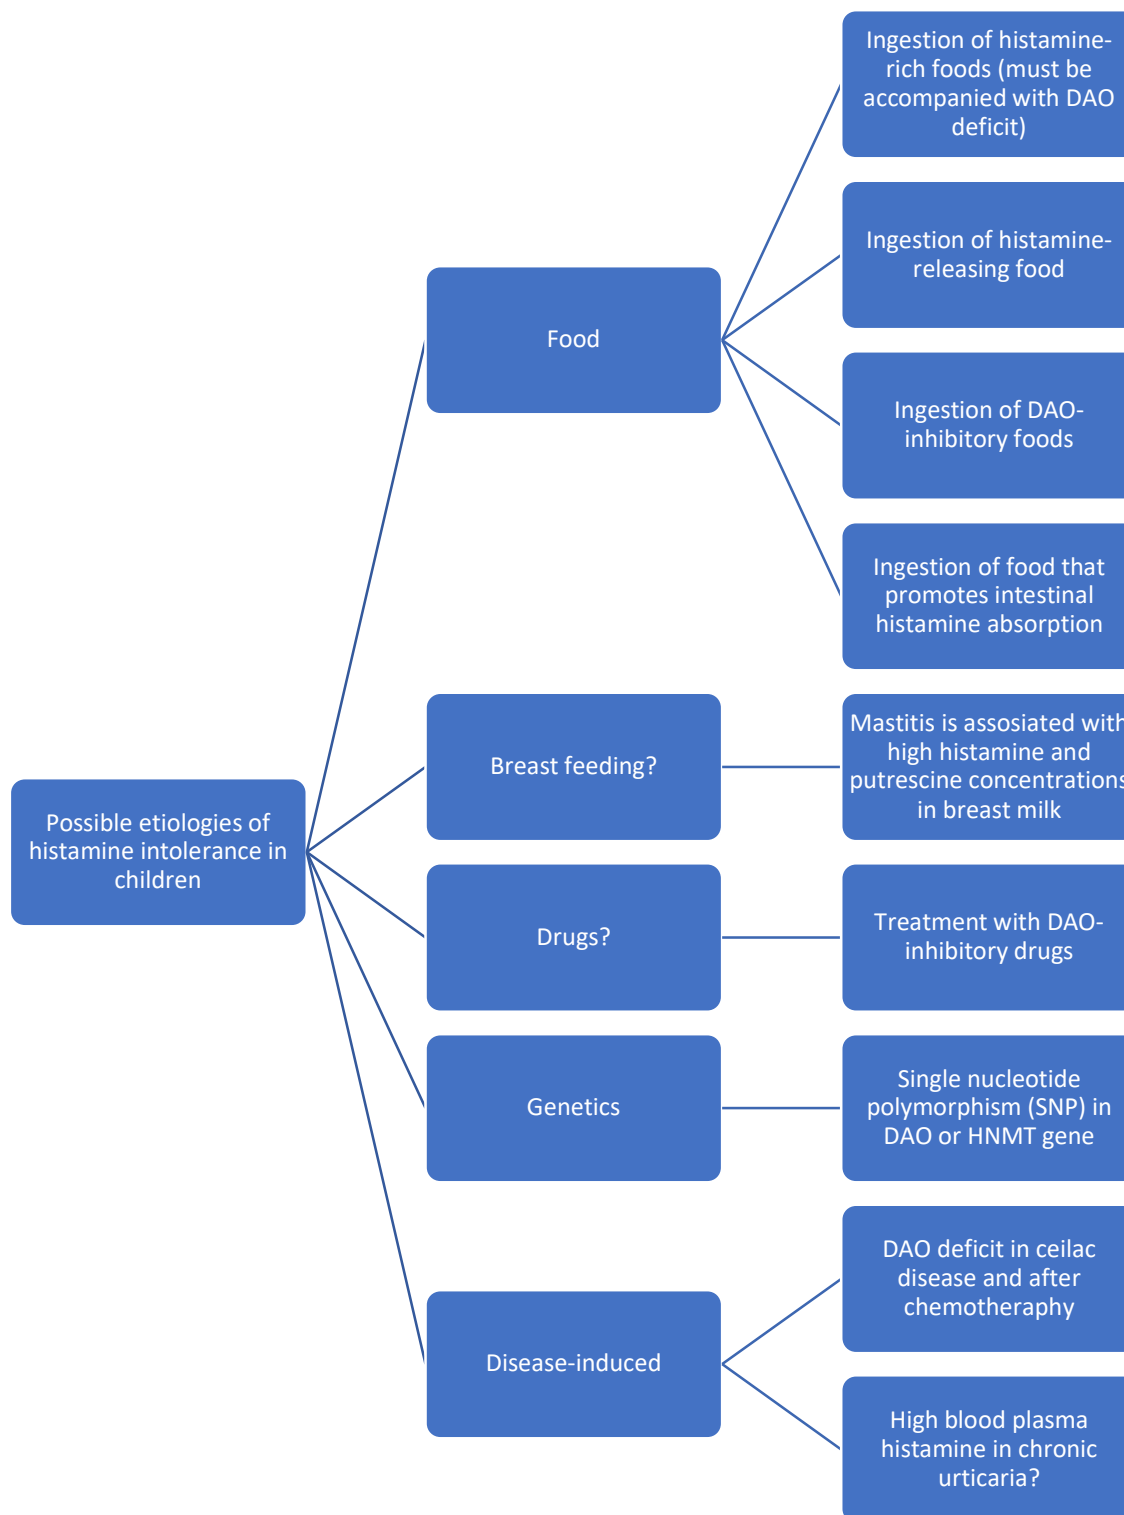 Ingestion of histamine-
rich foods (must be
accompanied with DAO
deficit)
Ingestion of histamine-
releasing food
Food
Ingestion of DAO-
inhibitory foods
Ingestion of food that
promotes intestinal
histamine absorption
Breast feeding?
Mastitis is assosiated with
high histamine and
putrescine concentrations
in breast milk
Possible etiologies of
histamine intolerance in
children
Drugs?
Treatment with DAO-
inhibitory drugs
Genetics
Single nucleotide
polymorphism (SNP) in
DAO or HNMT gene
DAO deficit in ceilac
disease and after
chemotheraphy
Disease-induced
High blood plasma
histamine in chronic
urticaria?